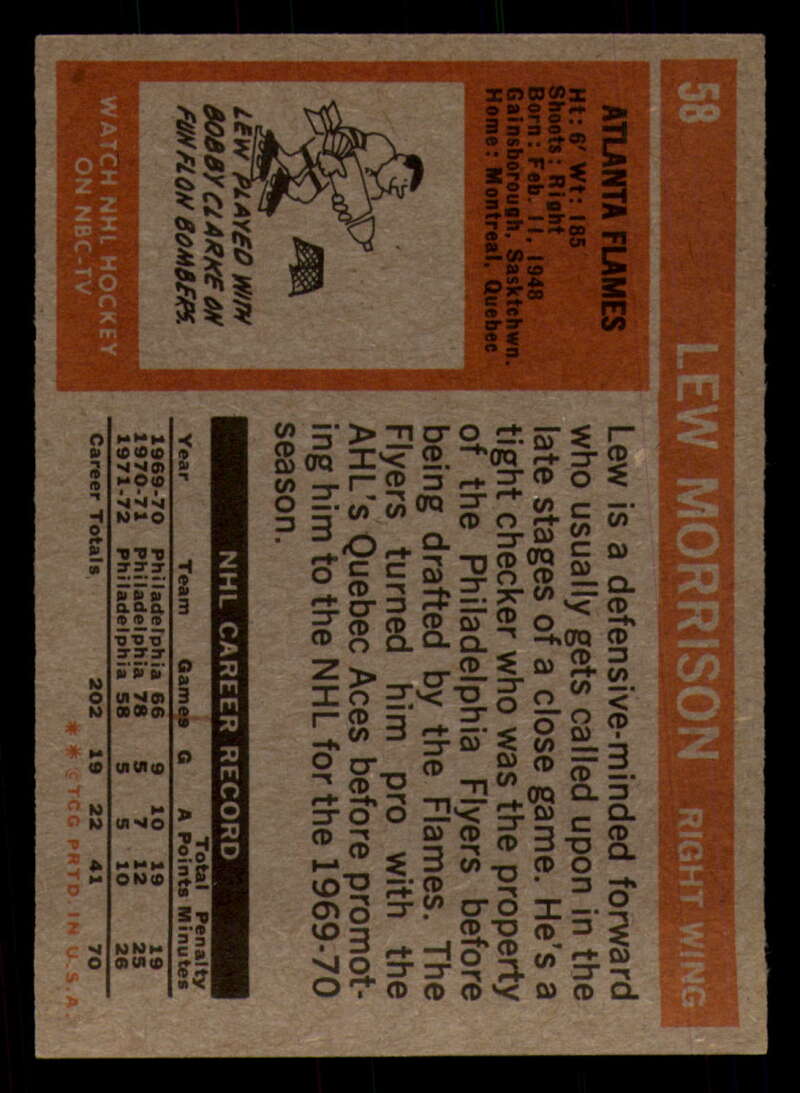 58 LEW MORRISON RIGHT WING
ATLANTA FLAMES
Ht: 6' Wt: 185
Shoots: Right
Born: Feb. 11, 1948
Gainsborough, Sasktchwn.
Home: Montreal, Quebec
LEW PLAYED WITH
BOBBY CLARKE ON
FLIN FLON BOMBERS.
WATCH NHL HOCKEY
ON NBC-TV
Lew is a defensive-minded forward
who usually gets called upon in the
late stages of a close game. He's a
tight checker who was the property
of the Philadelphia Flyers before
being drafted by the Flames. The
Flyers turned him pro with the
AHL's Quebec Aces before promot-
ing him to the NHL for the 1969-70
season.
NHL CAREER RECORD
Total Penalty
Year Team Games G A Points Minutes
1969-70 Philadelphia 66 9 10 19 19
1970-71 Philadelphia 78 5 7 12 25
1971-72 Philadelphia 58 5 5 10 26
Career Totals 202 19 22 41 70
* * © TCG PRTD. IN U.S.A.